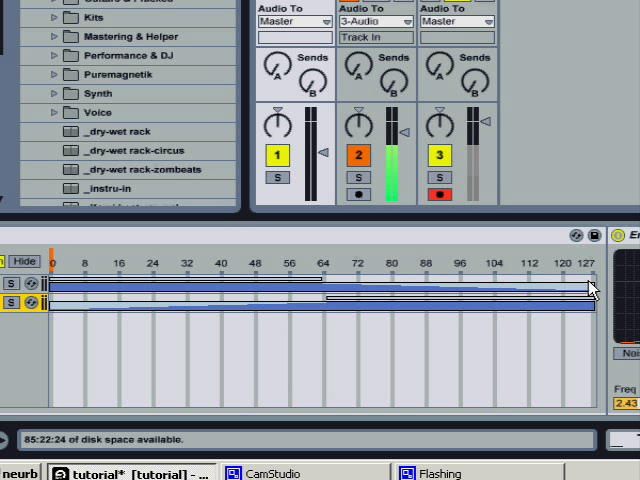 Kits
Mastering & Helper
Performance & DJ
Puremagnetik
Synth
Voice
_dry-wet rack
_dry-wet rack-circus
_dry-wet rack-zombeats
_instru-in
Audio To
Audio To
Audio To
Master
3-Audio
Master
Track In
Sends
Sends
Sends
A
B
A
B
A
B
1
2
3
S
S
S
Hide
0 8 16 24 32 40 48 56 64 72 80 88 96 104 112 120 127
S
S
Freq
2.43
85:22:24 of disk space available.
neurb
tutorial* [tutorial] - ...
CamStudio
Flashing